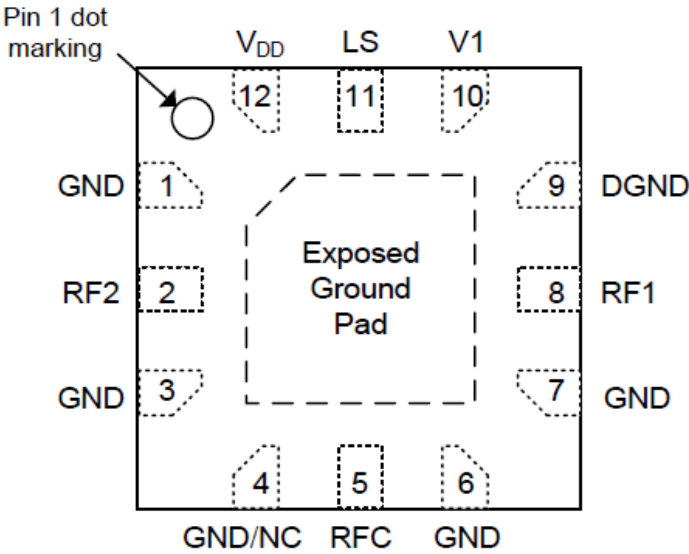 Pin 1 dot
marking
VDD LS V1
12 11 10
GND 1 9 DGND
Exposed
Ground
Pad
RF2 2 8 RF1
GND 3 7 GND
4 5 6
GND/NC RFC GND